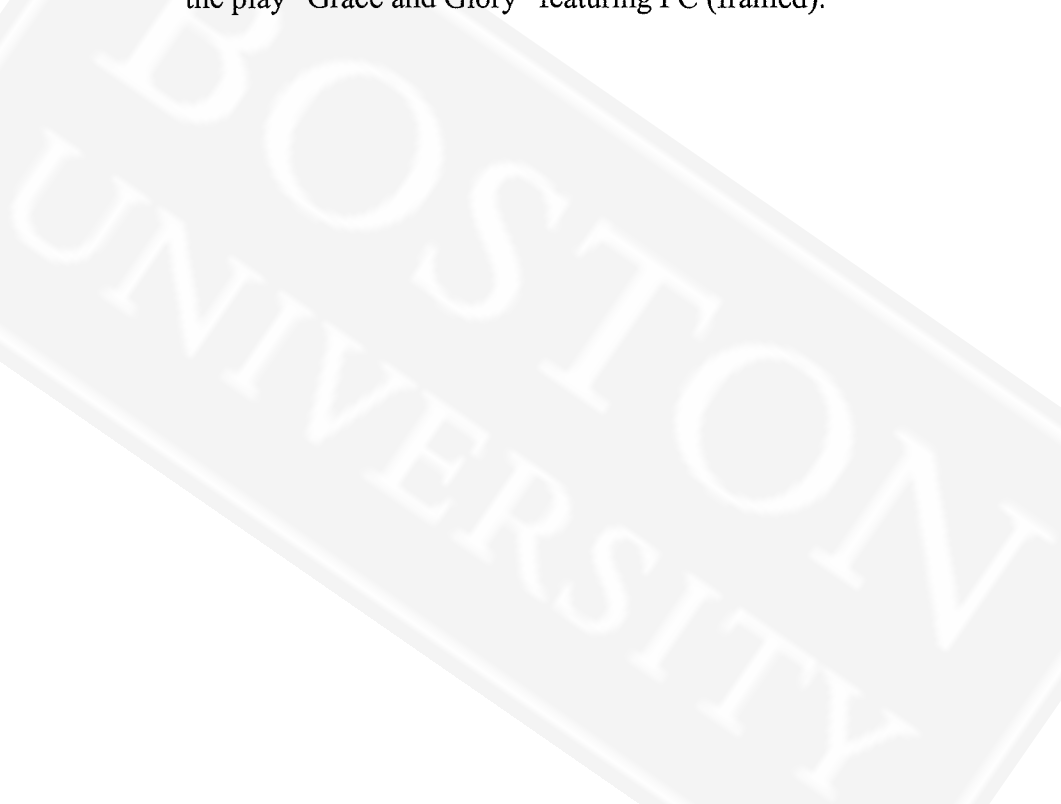 the play "Grace and Glory" featuring PC (framed).
BOSTON
UNIVERSITY